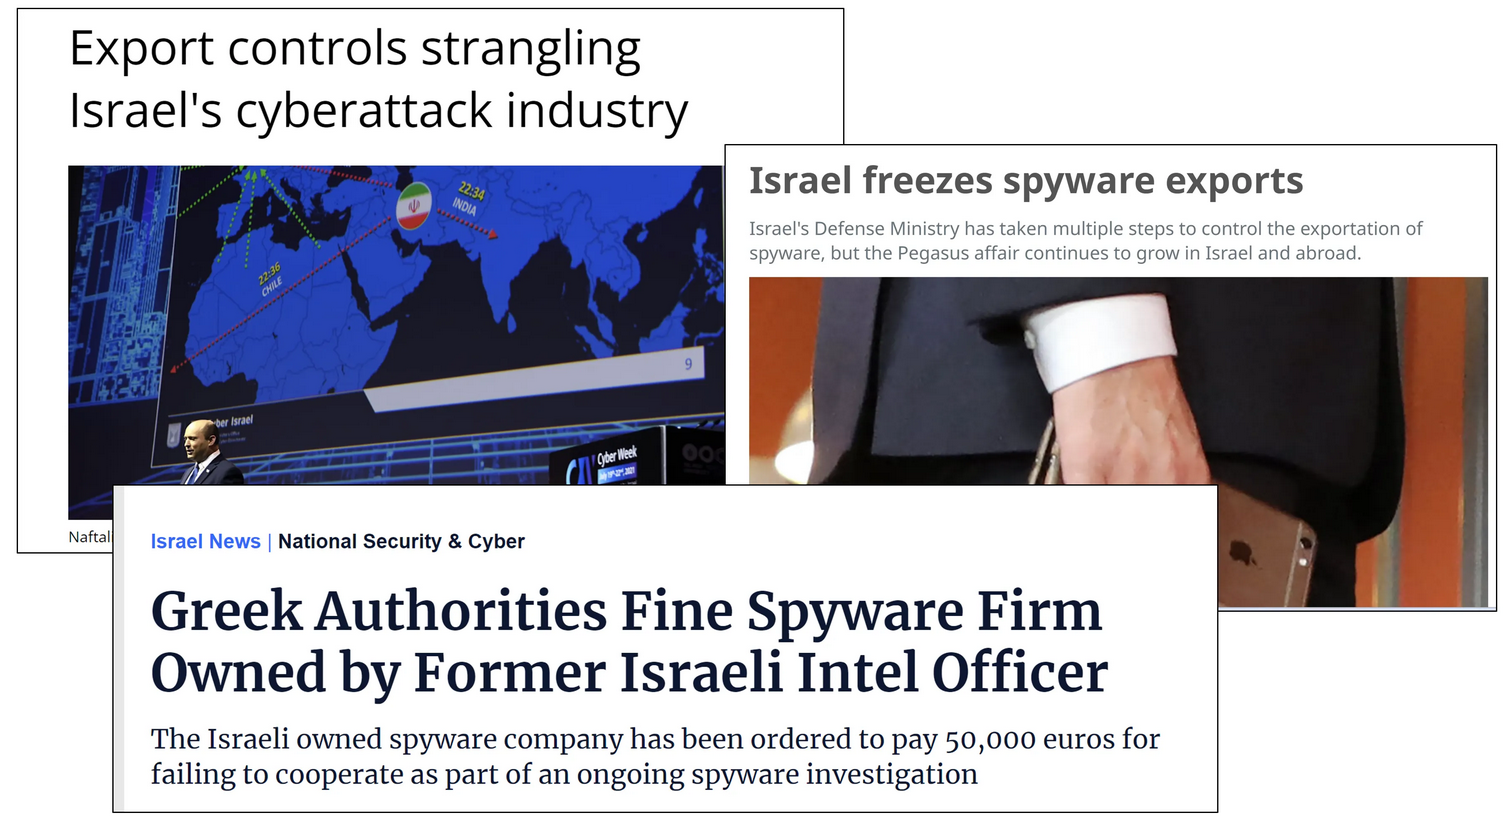 Export controls strangling
Israel's cyberattack industry
22:34
INDIA
22:36
CHILE
9
Cyber Week
July 19th-22nd, 2021
Israel freezes spyware exports
Israel's Defense Ministry has taken multiple steps to control the exportation of
spyware, but the Pegasus affair continues to grow in Israel and abroad.
Israel News | National Security & Cyber
Greek Authorities Fine Spyware Firm
Owned by Former Israeli Intel Officer
The Israeli owned spyware company has been ordered to pay 50,000 euros for
failing to cooperate as part of an ongoing spyware investigation